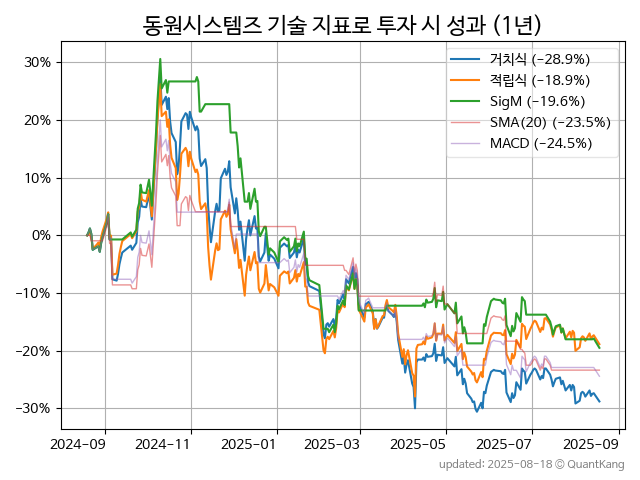 동원시스템즈 기술 지표로 투자 시 성과 (1년)
거치식 (−28.9%)
적립식 (−18.9%)
SigM (−19.6%)
SMA(20) (−23.5%)
MACD (−24.5%)
30%
20%
10%
0%
−10%
−20%
−30%
2024-09
2024-11
2025-01
2025-03
2025-05
2025-07
2025-09
updated: 2025-08-18 © QuantKang